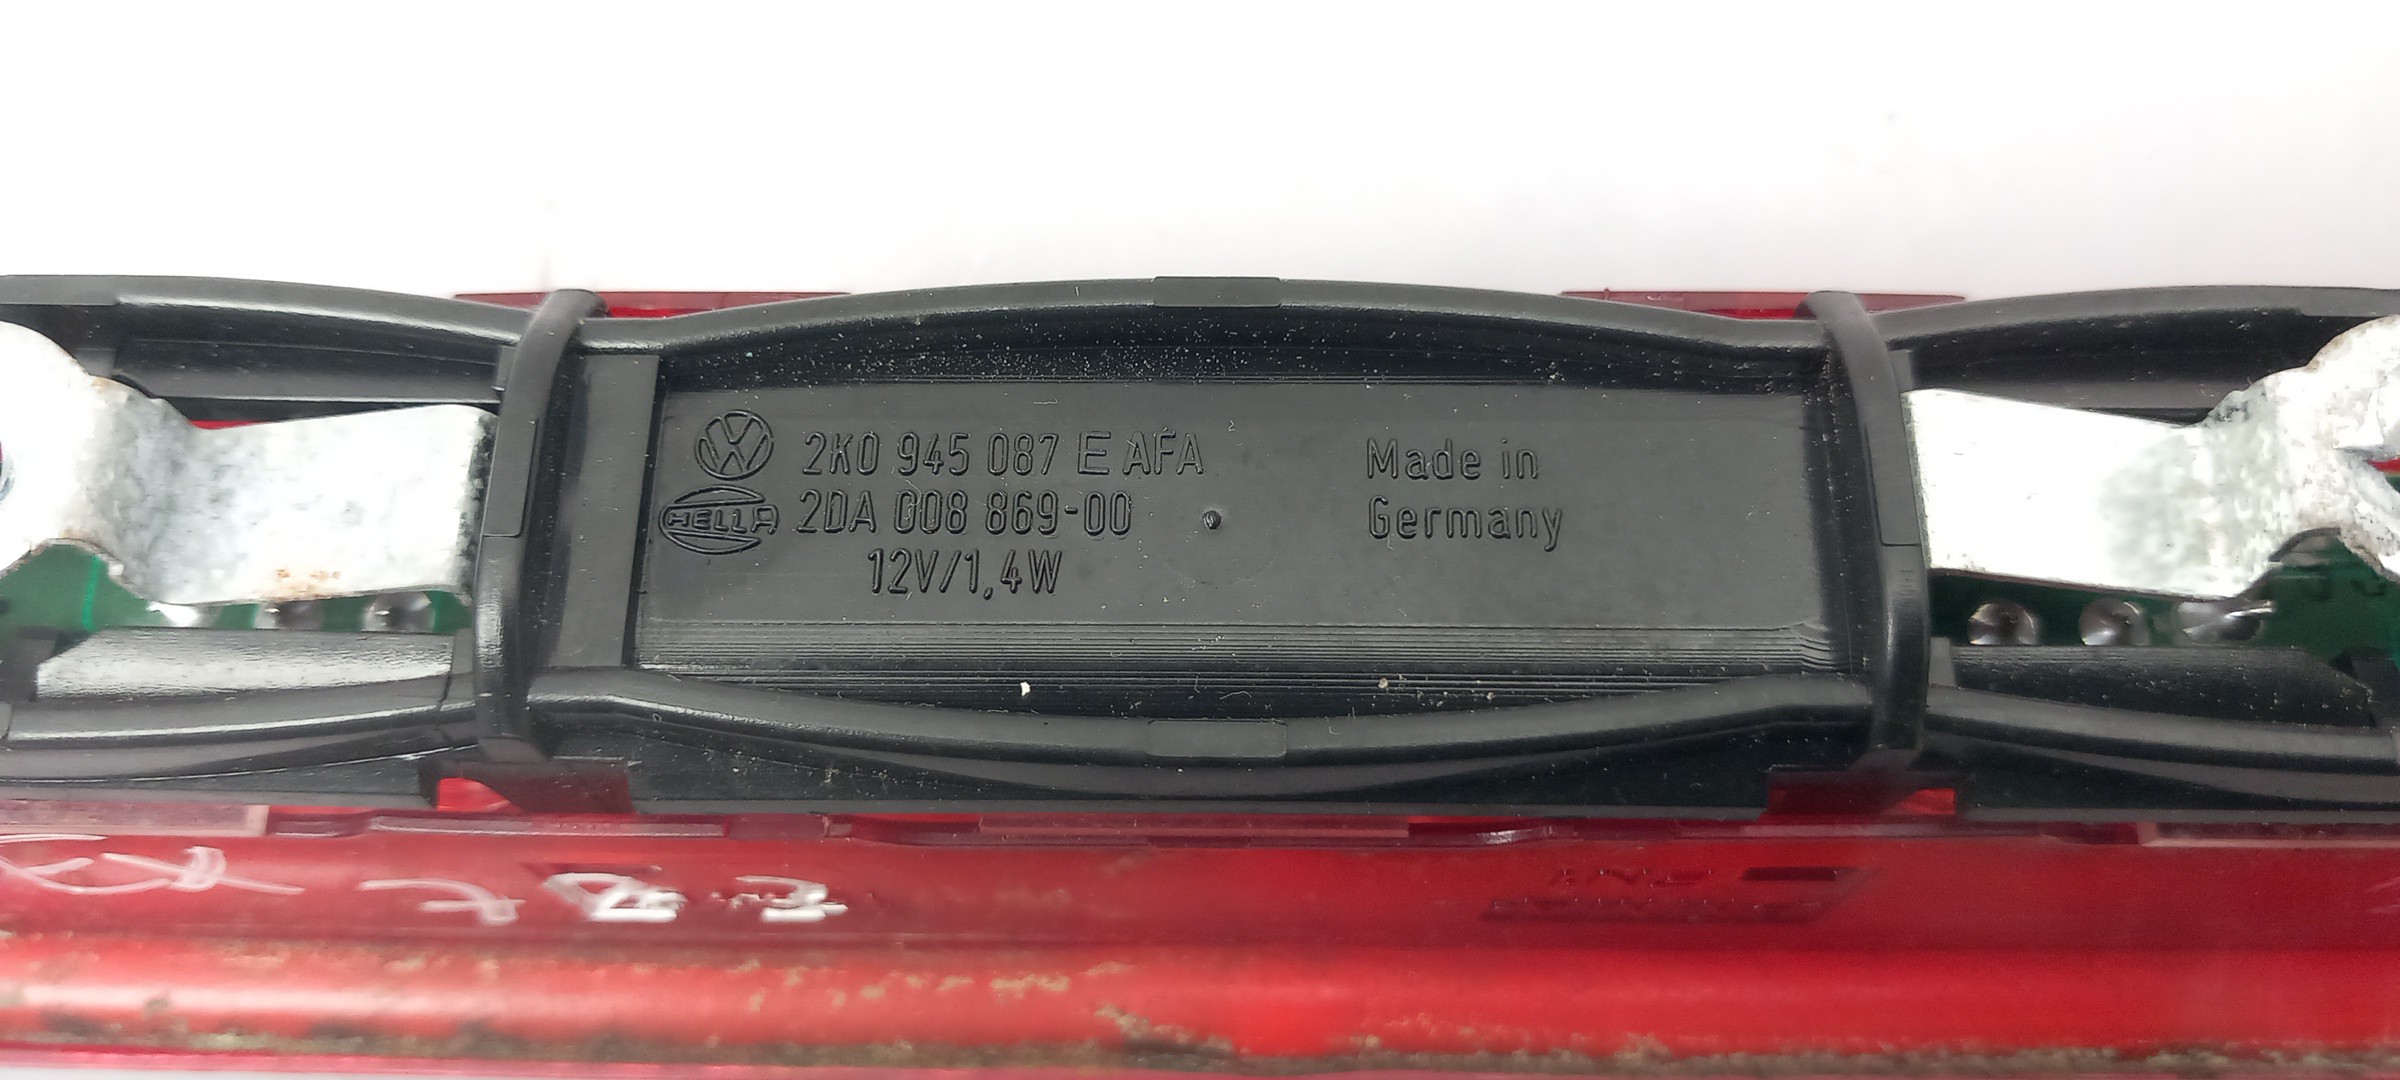 2K0 945 087 E AFA
HELLA 2DA 008 869-00
12V/1,4W
Made in
Germany